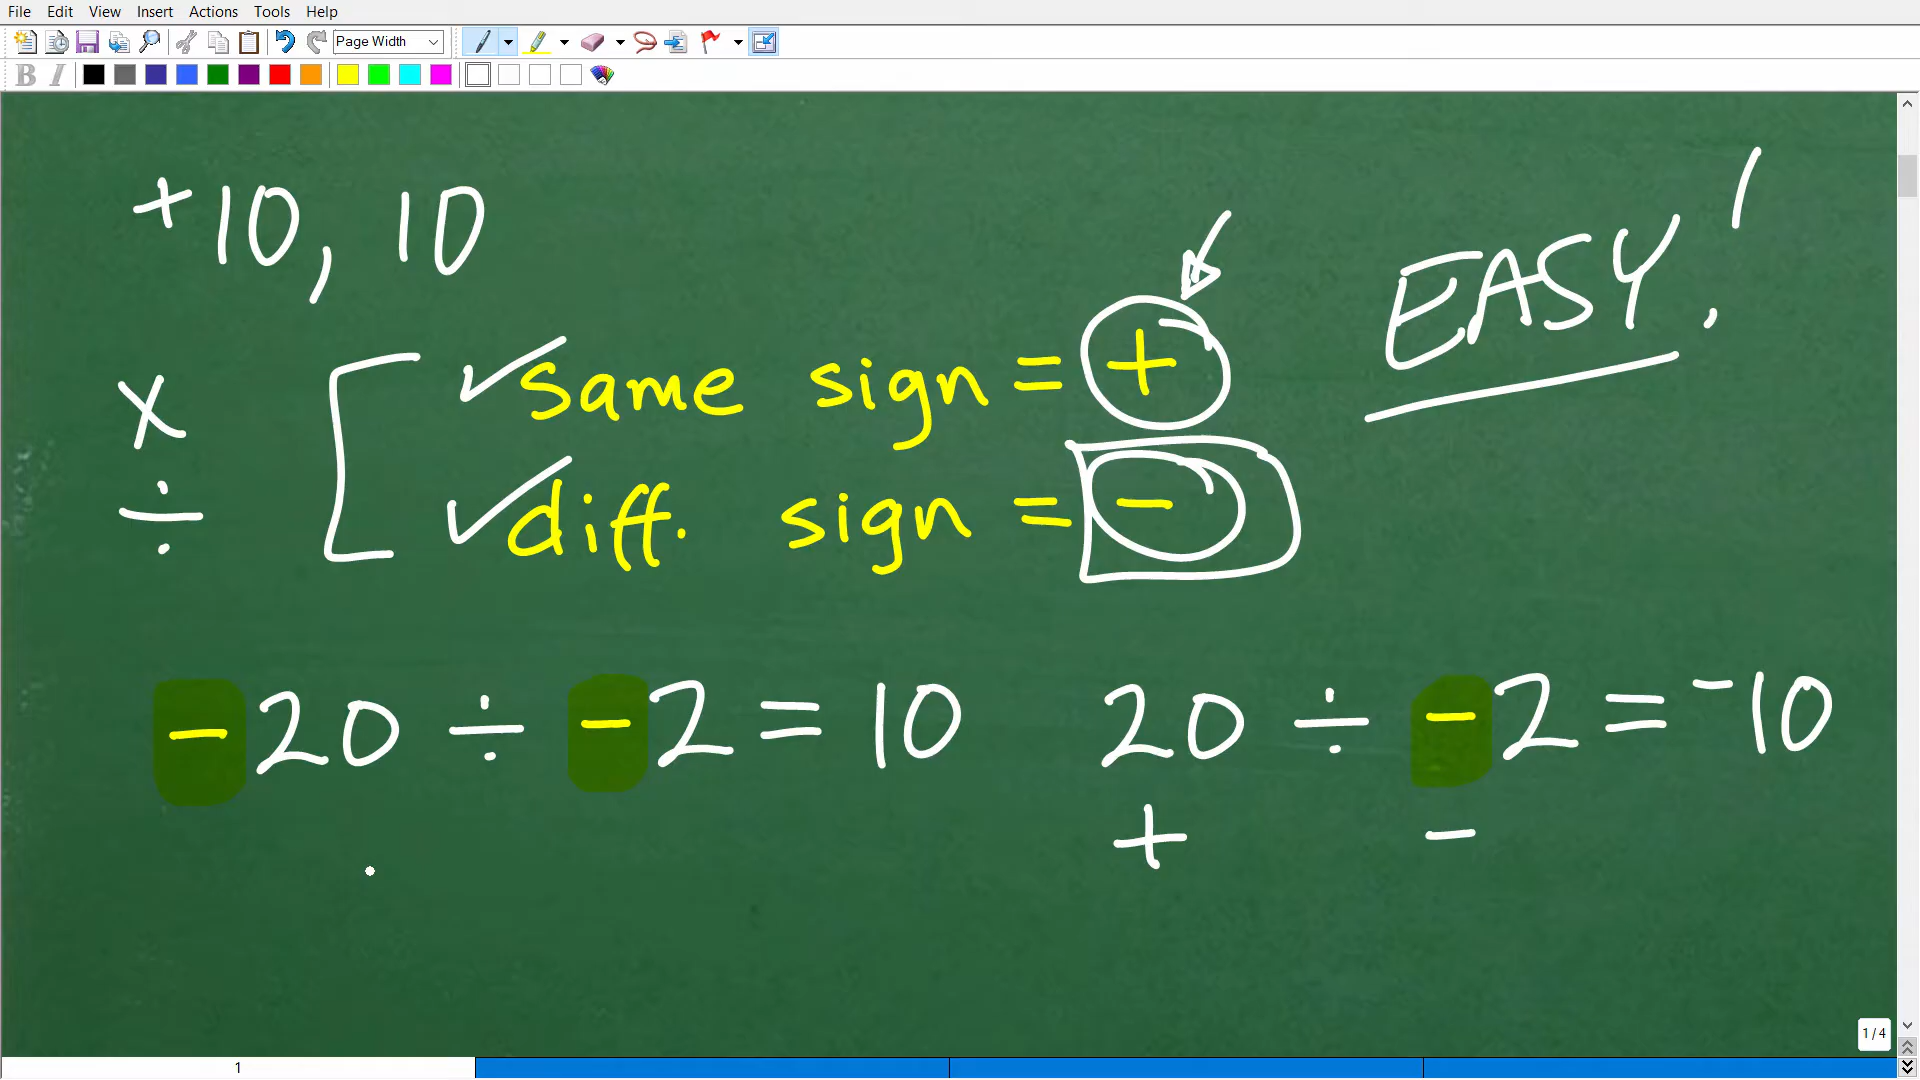 File Edit View Insert Actions Tools Help
Page Width
B I
+10, 10
EASY!
x
÷
same sign = +
diff. sign = -
-20 ÷ -2 = 10
20 ÷ -2 = -10
+ -
1 / 4
1